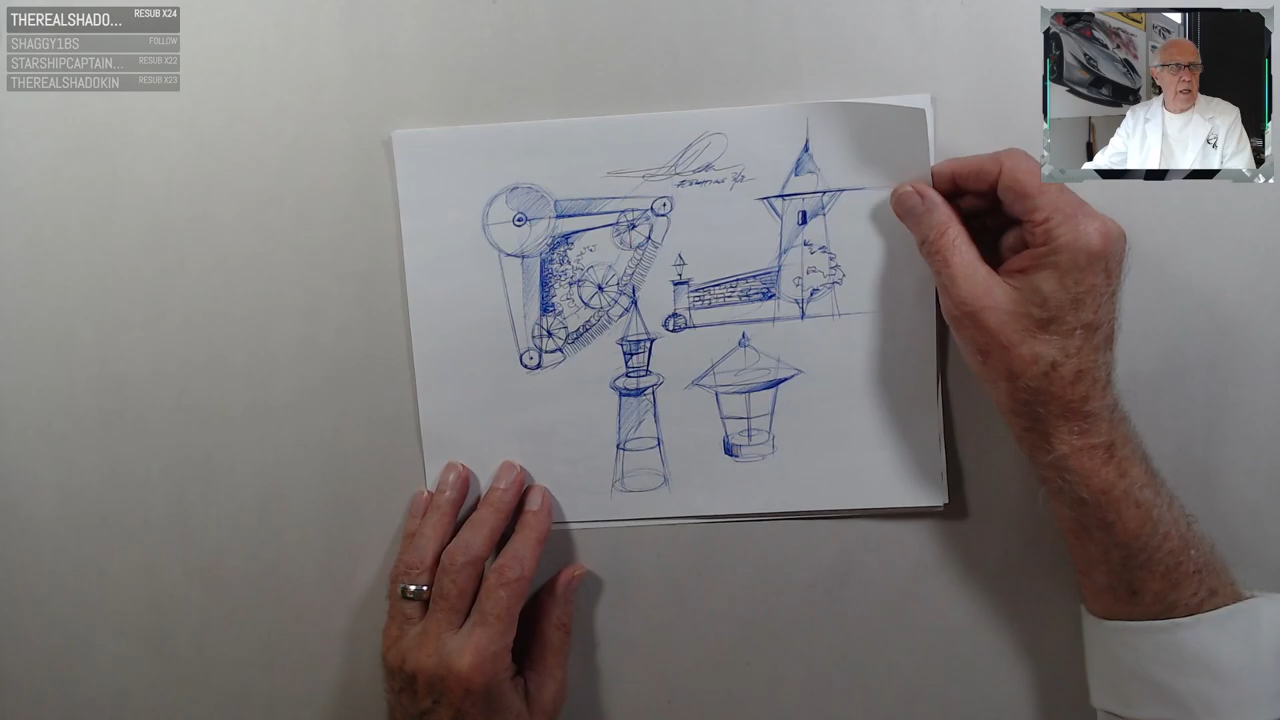 THEREALSHADO... RESUB X24
SHAGGY1BS FOLLOW
STARSHIPCAPTAIN... RESUB X22
THEREALSHADOKIN RESUB X23